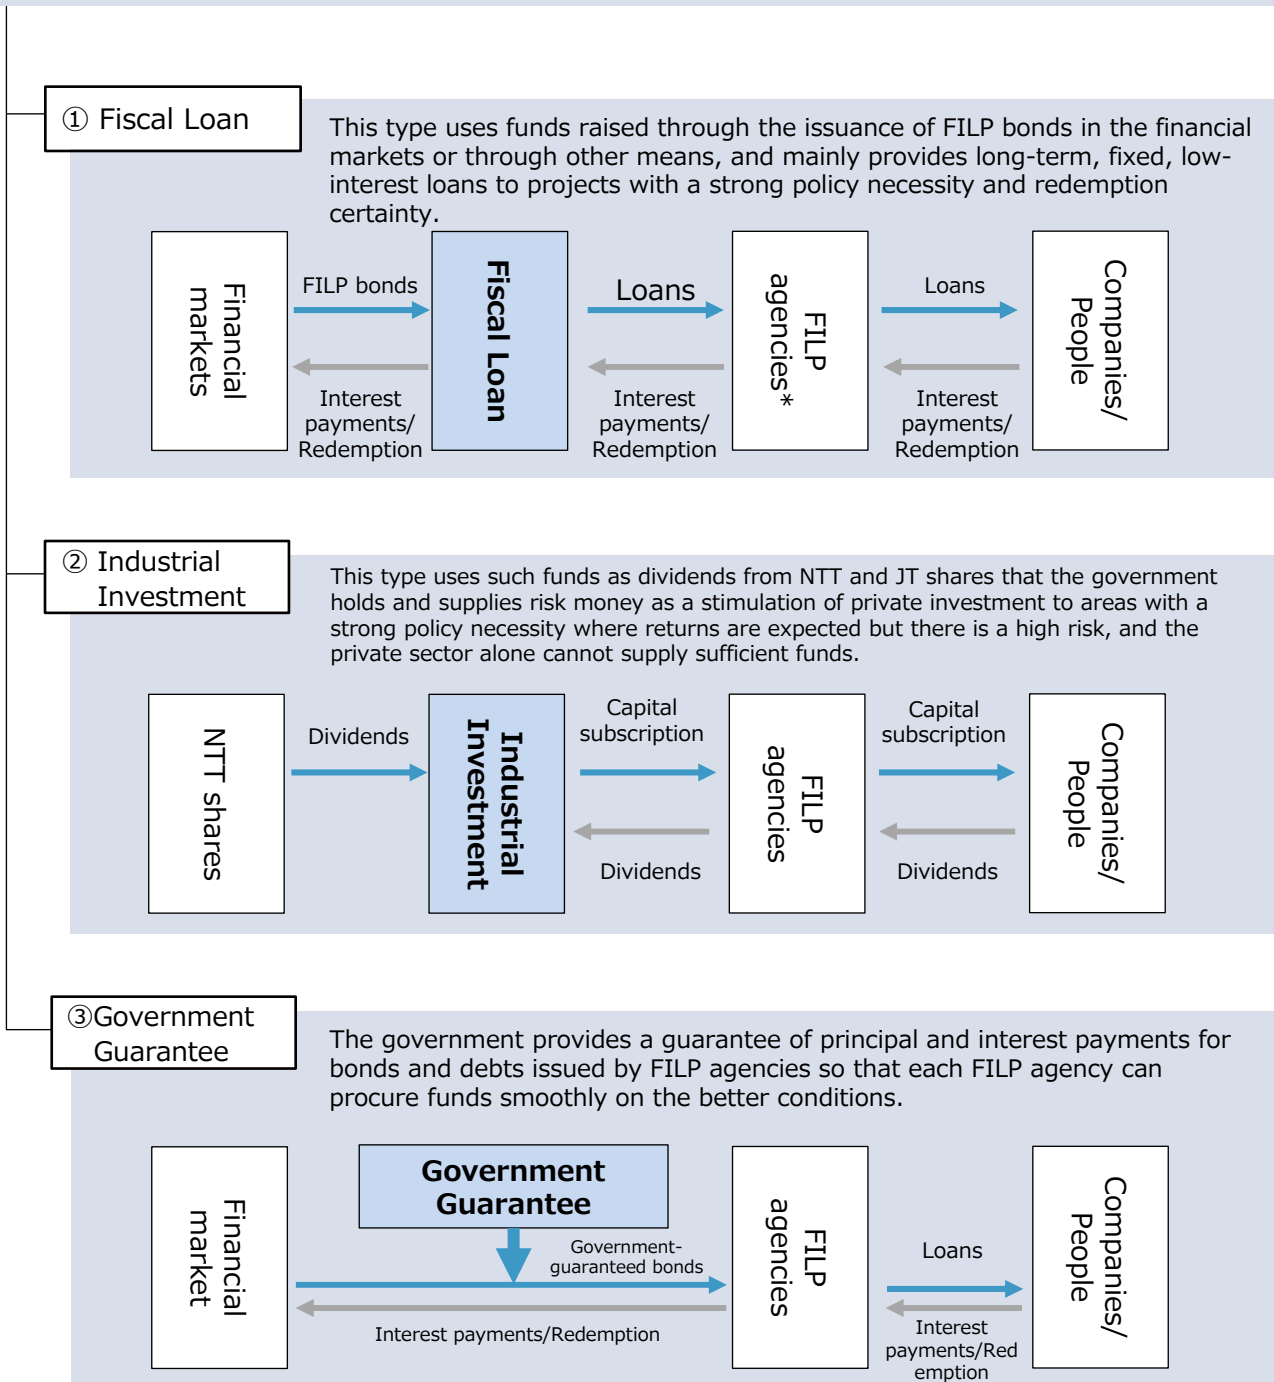 ① Fiscal Loan
This type uses funds raised through the issuance of FILP bonds in the financial
markets or through other means, and mainly provides long-term, fixed, low-
interest loans to projects with a strong policy necessity and redemption
certainty.
Financial
markets
FILP bonds
Interest
payments/
Redemption
Fiscal Loan
Loans
Interest
payments/
Redemption
FILP
agencies*
Loans
Interest
payments/
Redemption
Companies/
People
② Industrial
Investment
This type uses such funds as dividends from NTT and JT shares that the government
holds and supplies risk money as a stimulation of private investment to areas with a
strong policy necessity where returns are expected but there is a high risk, and the
private sector alone cannot supply sufficient funds.
NTT shares
Dividends
Industrial
Investment
Capital
subscription
Dividends
FILP
agencies
Capital
subscription
Dividends
Companies/
People
③Government
Guarantee
The government provides a guarantee of principal and interest payments for
bonds and debts issued by FILP agencies so that each FILP agency can
procure funds smoothly on the better conditions.
Financial
market
Government
Guarantee
Government-
guaranteed bonds
Interest payments/Redemption
FILP
agencies
Loans
Interest
payments/Red
emption
Companies/
People